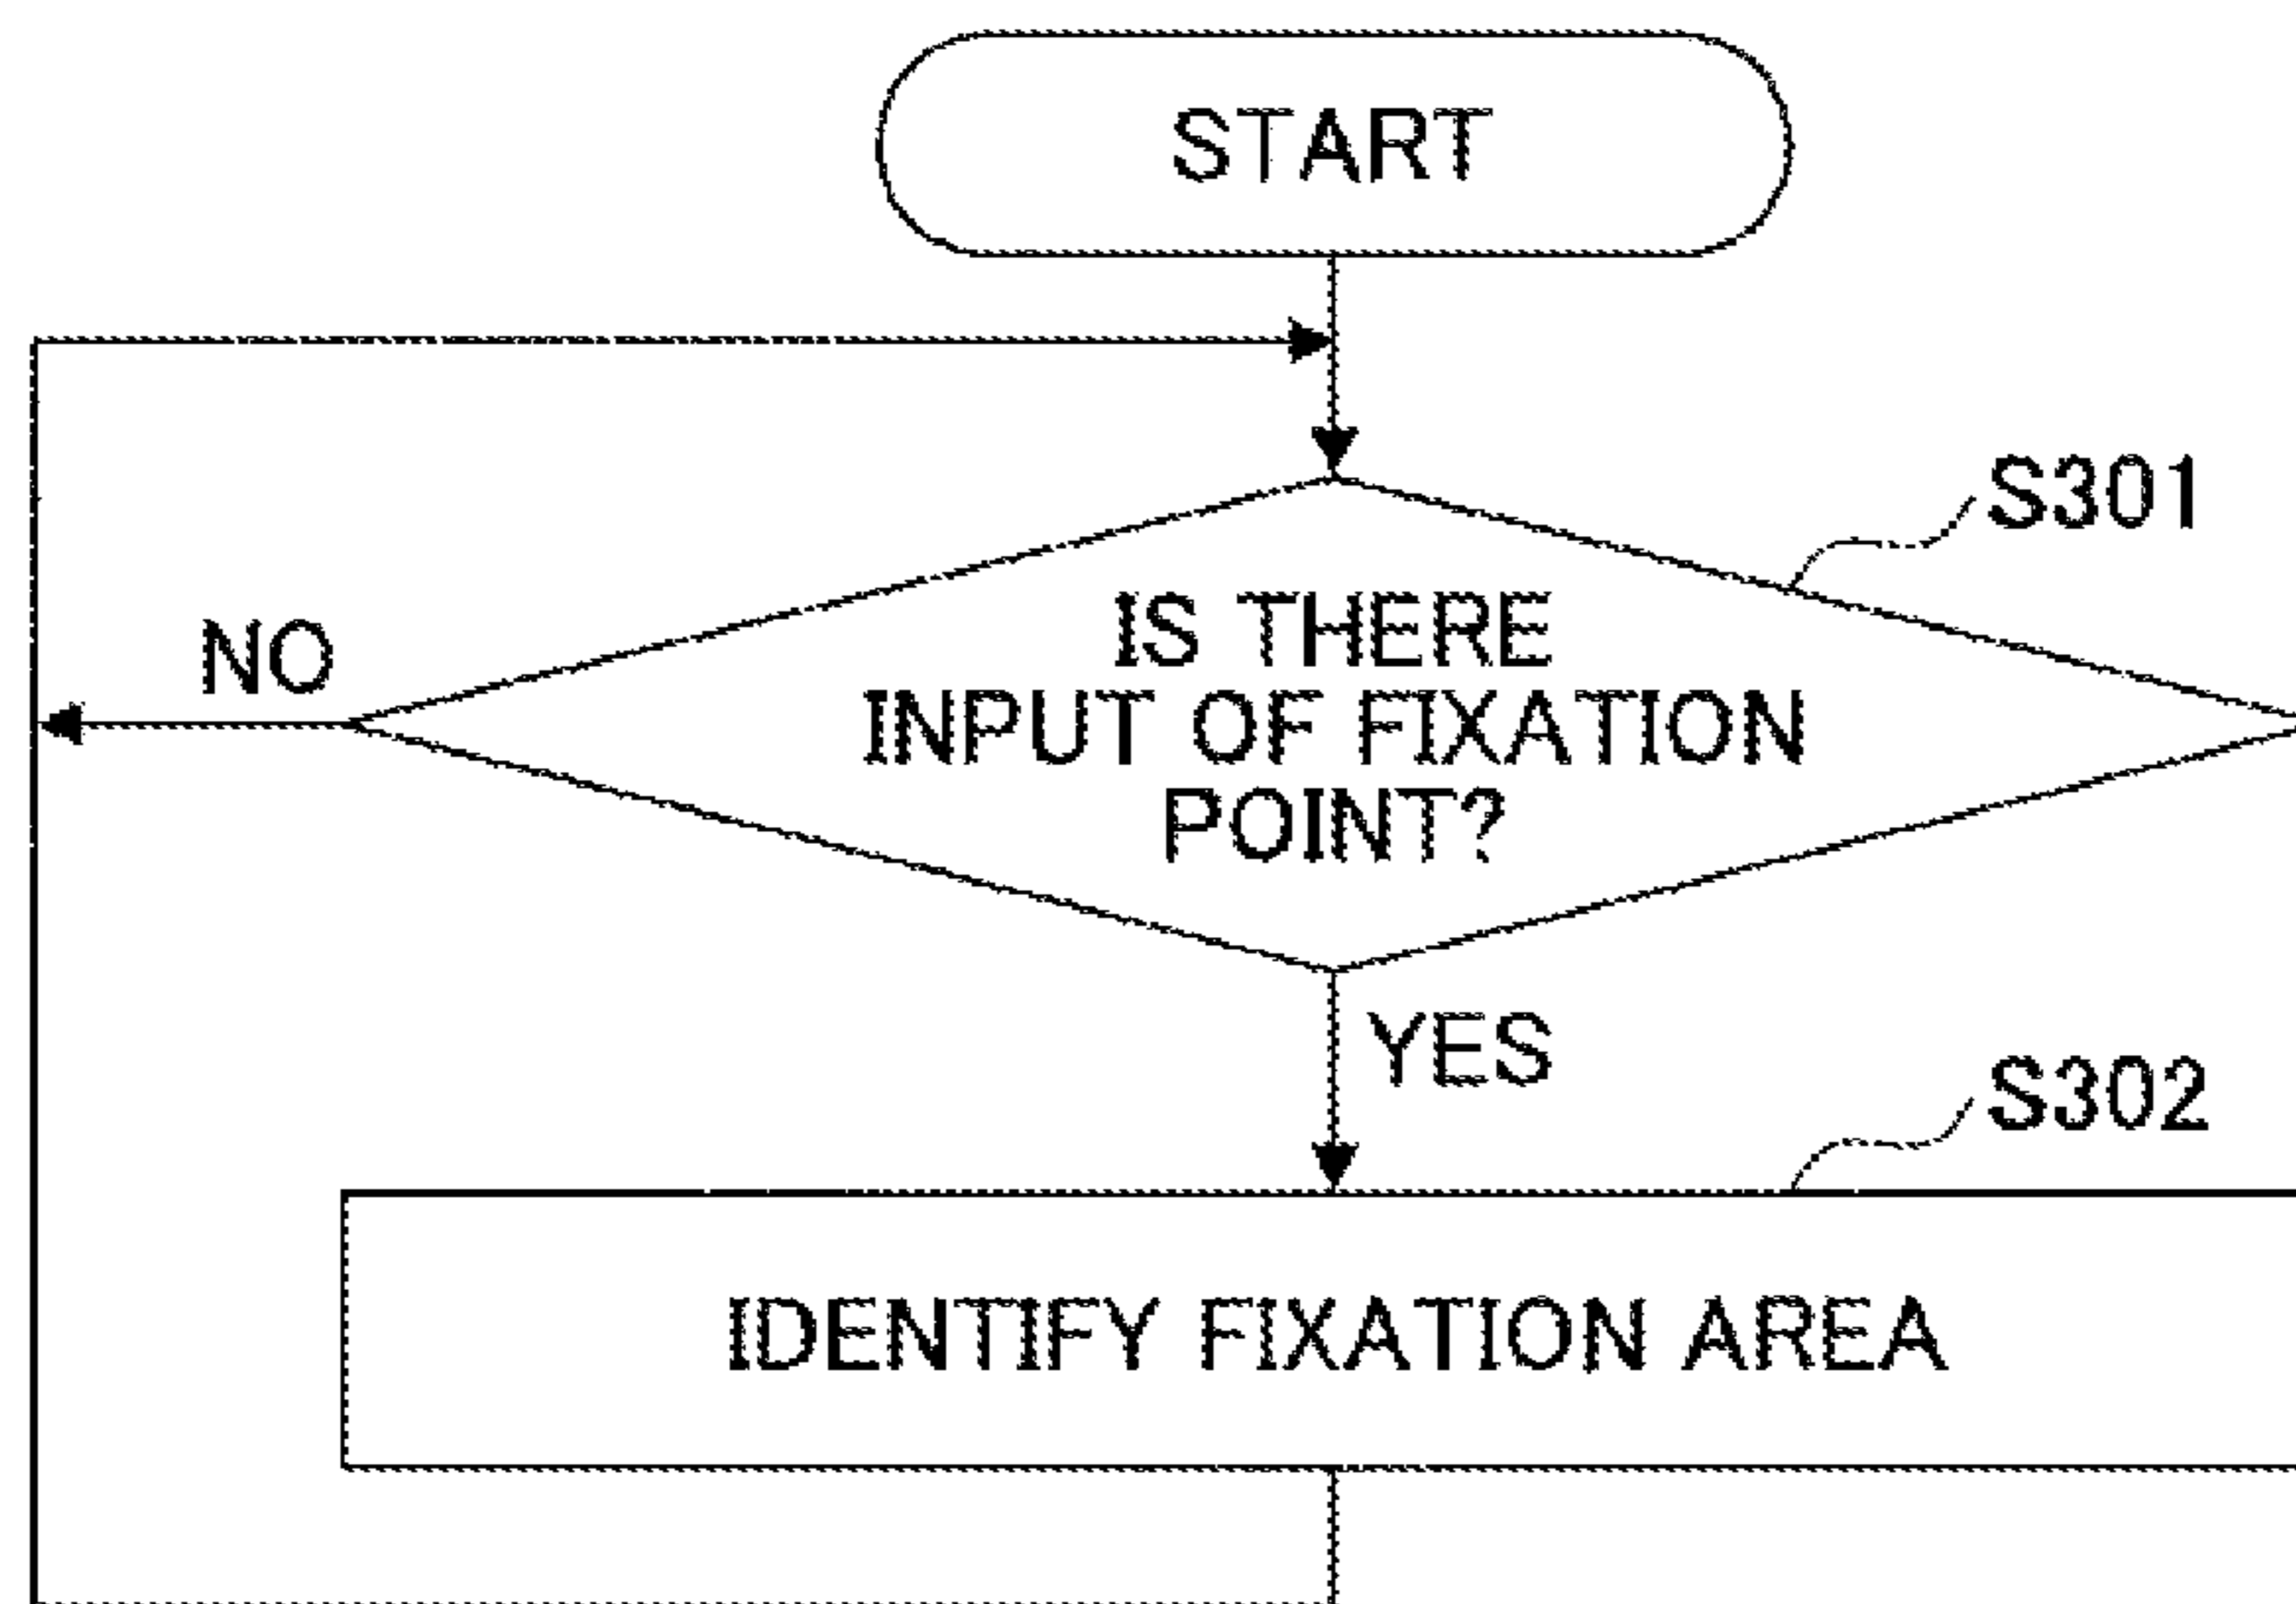 START
S301
IS THERE
INPUT OF FIXATION
POINT?
NO
YES
S302
IDENTIFY FIXATION AREA